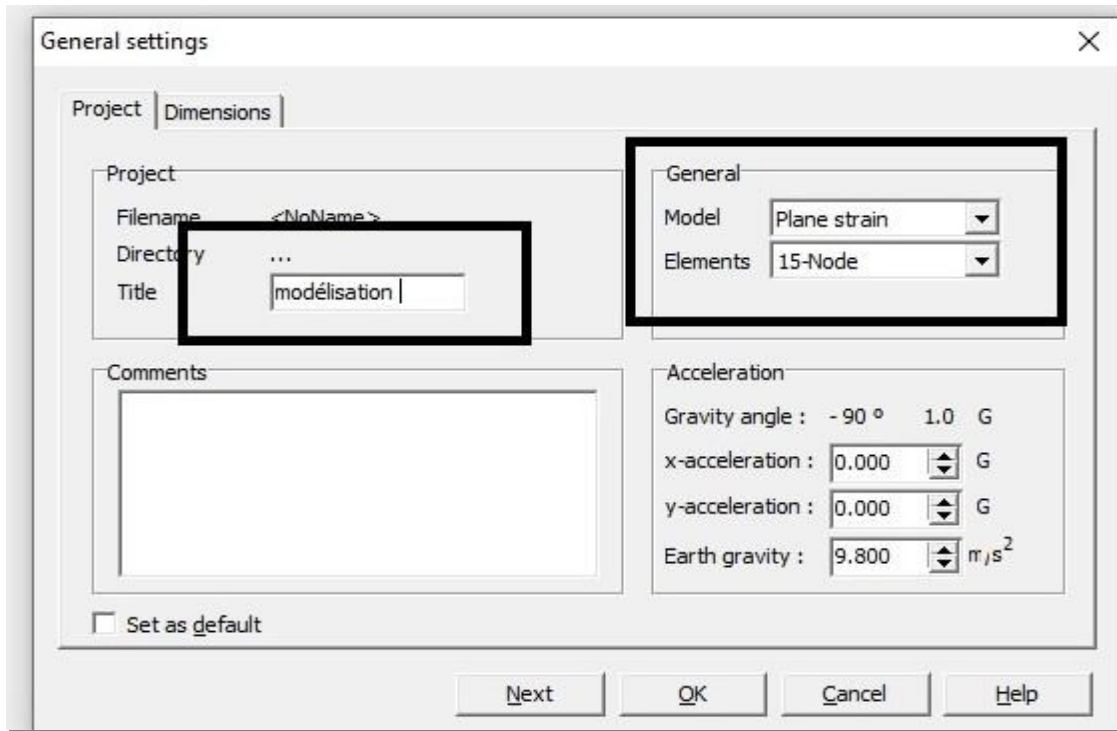 General settings
Project
Dimensions
Project
Filename <NoName>
Directory ...
Title modélisation
General
Model Plane strain
Elements 15-Node
Comments
Acceleration
Gravity angle : - 90 º 1.0 G
x-acceleration : 0.000 G
y-acceleration : 0.000 G
Earth gravity : 9.800 m/s²
Set as default
Next
OK
Cancel
Help